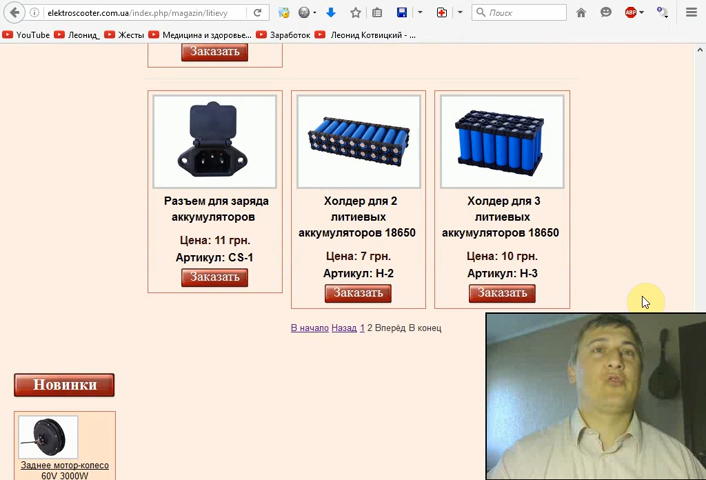 elektroscooter.com.ua/index.php/magazin/litievy
Поиск
ABP
YouTube
Леонид_
Жесты
Медицина и здоровье...
Заработок
Леонид Котвицкий - ...
Заказать
Разъем для заряда
аккумуляторов
Цена: 11 грн.
Артикул: CS-1
Заказать
Холдер для 2
литиевых
аккумуляторов 18650
Цена: 7 грн.
Артикул: H-2
Заказать
Холдер для 3
литиевых
аккумуляторов 18650
Цена: 10 грн.
Артикул: H-3
Заказать
В начало Назад 1 2 Вперёд В конец
Новинки
Заднее мотор-колесо
60V 3000W